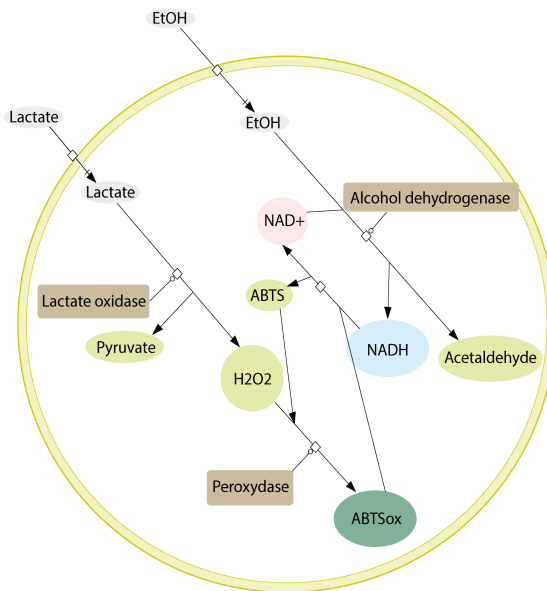 EtOH
Lactate
EtOH
Lactate
Alcohol dehydrogenase
NAD+
Lactate oxidase
ABTS
Pyruvate
NADH
Acetaldehyde
H2O2
Peroxydase
ABTSox